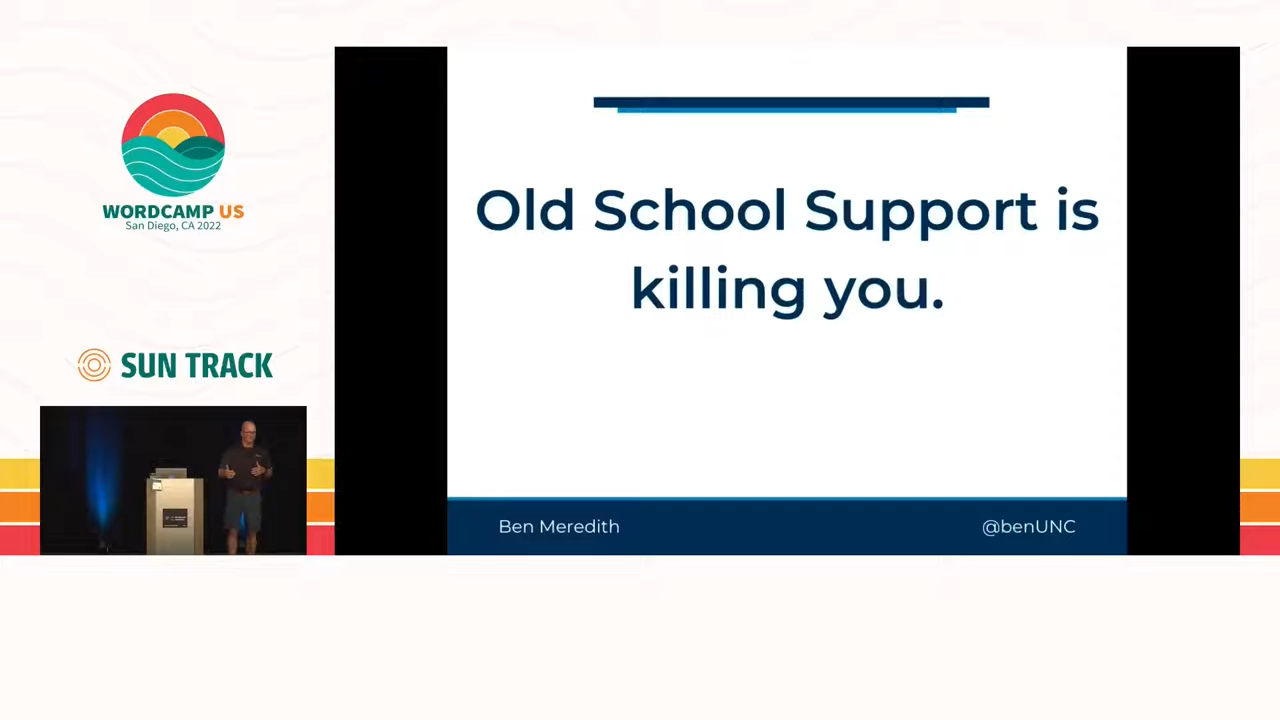 WORDCAMP US
San Diego, CA 2022
SUN TRACK
Old School Support is
killing you.
Ben Meredith
@benUNC